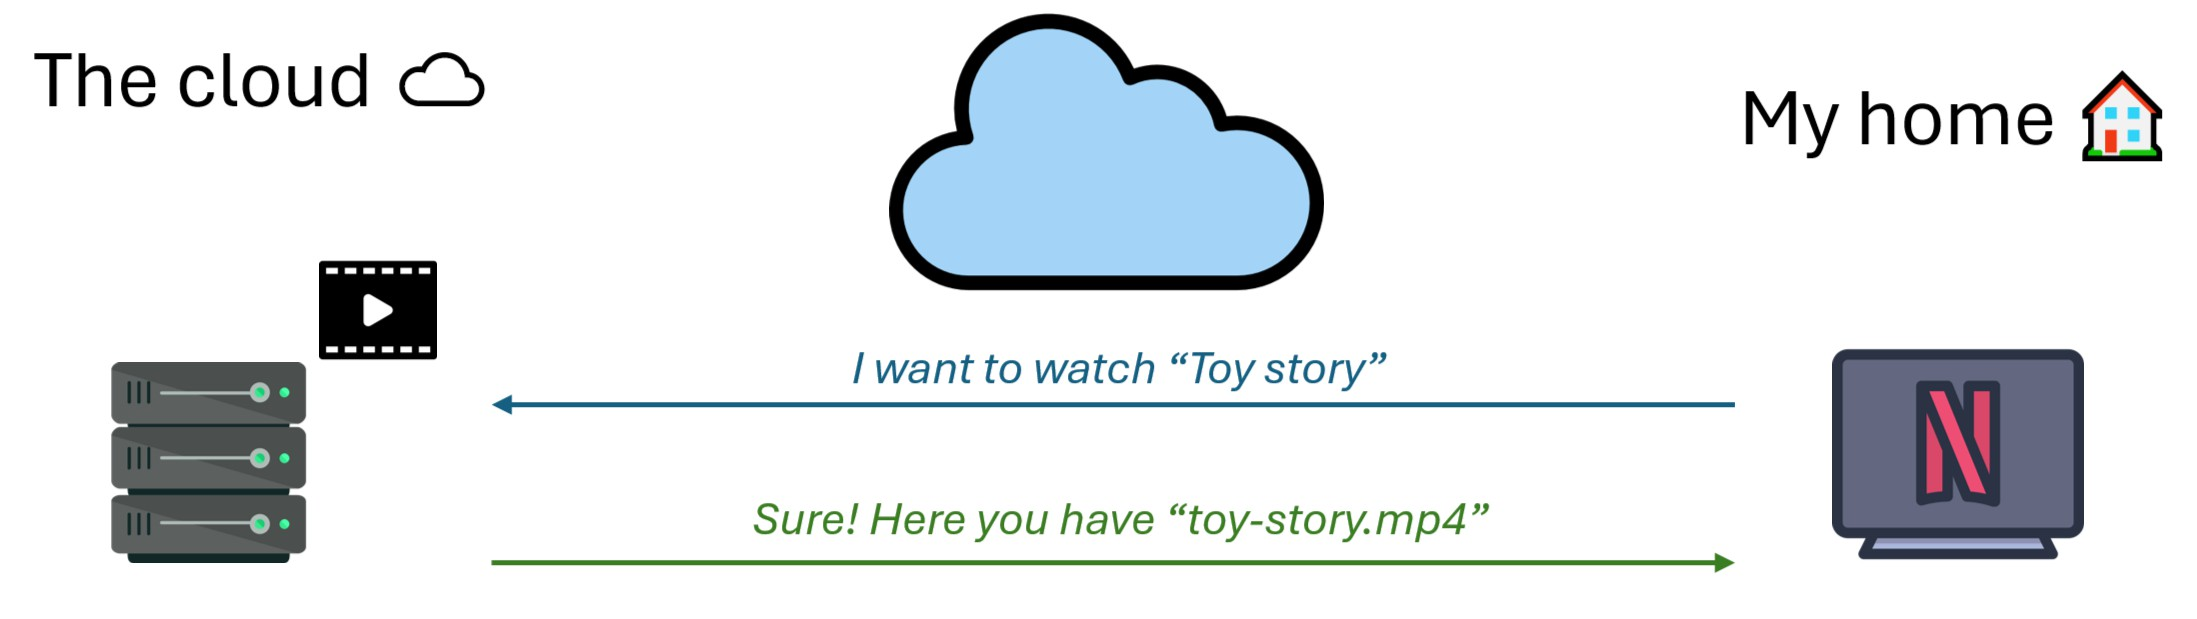 The cloud
My home
I want to watch “Toy story”
Sure! Here you have “toy-story.mp4”
N